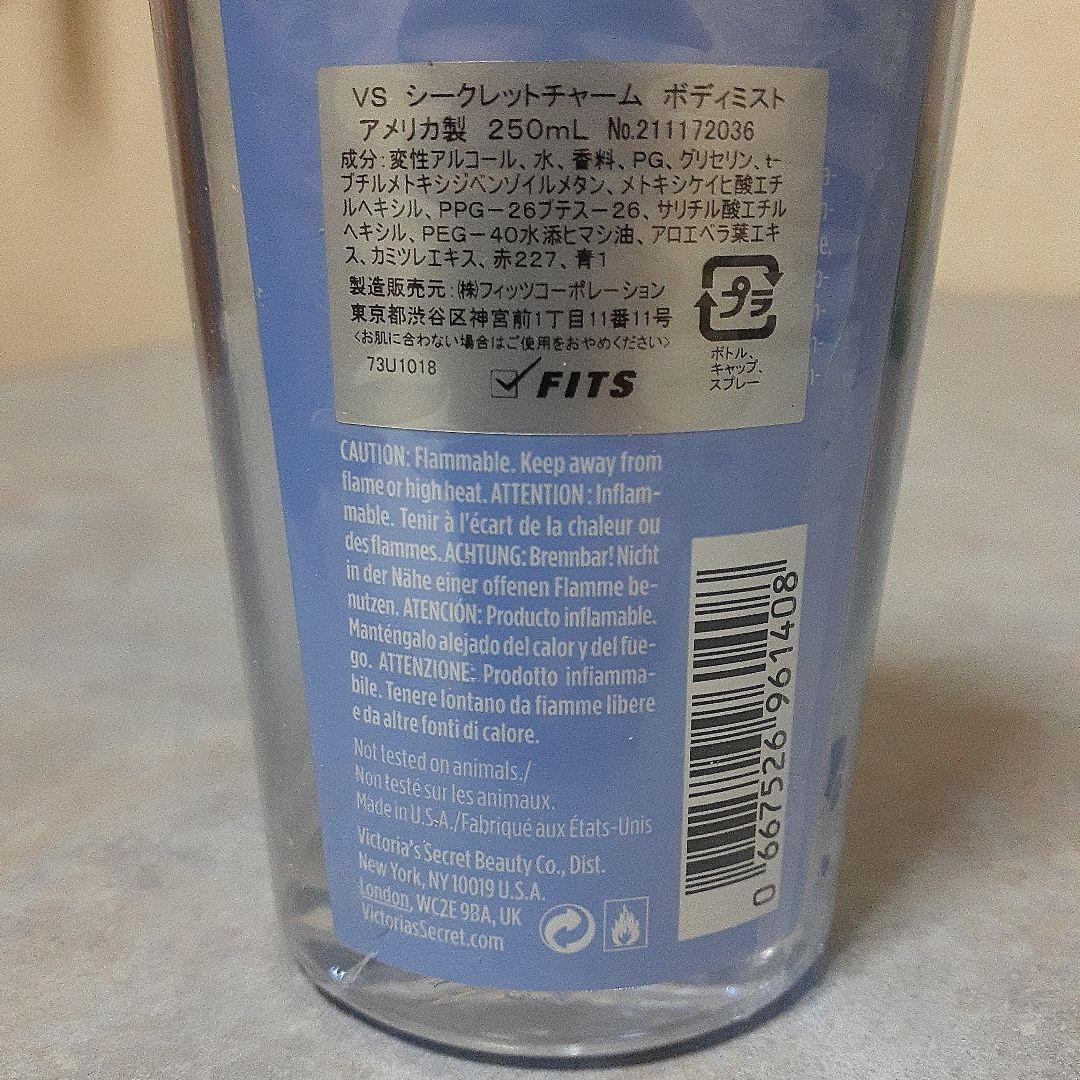 VS シークレットチャーム ボディミスト
アメリカ製 250mL No.211172036
成分:変性アルコール、水、香料、PG、グリセリン、t-
ブチルメトキシジベンゾイルメタン、メトキシケイヒ酸エチ
ルヘキシル、PPG-26ブテス-26、サリチル酸エチル
ヘキシル、PEG-40水添ヒマシ油、アロエベラ葉エキ
ス、カミツレエキス、赤227、青1
製造販売元:(株)フィッツコーポレーション
東京都渋谷区神宮前1丁目11番11号
<お肌に合わない場合はご使用をおやめください>
73U1018
FITS
プラ
ボトル、
キャップ、
スプレー
CAUTION: Flammable. Keep away from
flame or high heat. ATTENTION : Inflam-
mable. Tenir à l'écart de la chaleur ou
des flammes. ACHTUNG: Brennbar! Nicht
in der Nähe einer offenen Flamme be-
nutzen. ATENCIÓN: Producto inflamable.
Manténgalo alejado del calor y del fue-
go. ATTENZIONE: Prodotto infiamma-
bile. Tenere lontano da fiamme libere
e da altre fonti di calore.
Not tested on animals./
Non testé sur les animaux.
Made in U.S.A./Fabriqué aux États-Unis
Victoria's Secret Beauty Co., Dist.
New York, NY 10019 U.S.A.
London, WC2E 9BA, UK
VictoriasSecret.com
0 667526 961408